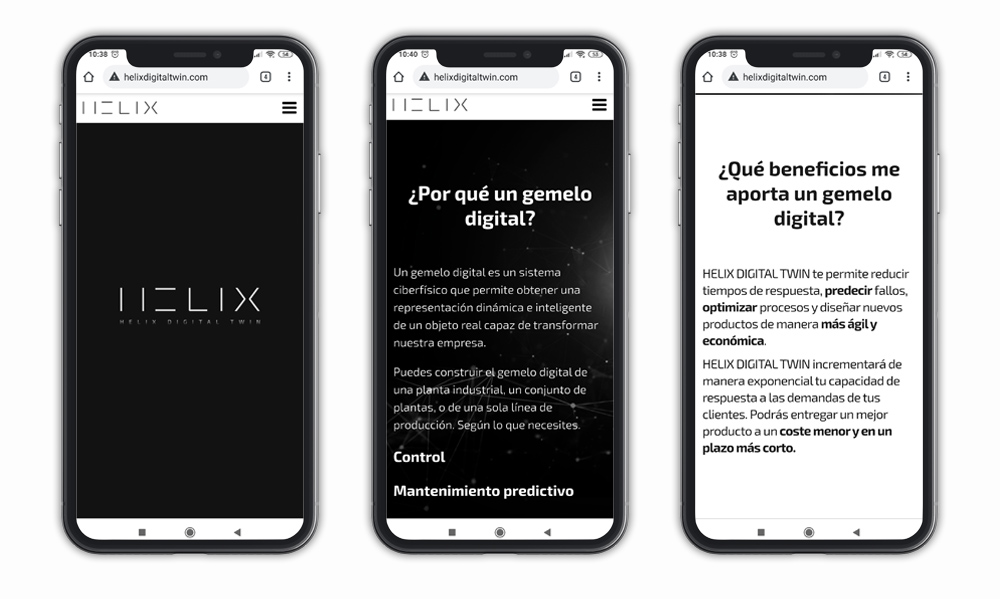 10:38
54
helixdigitaltwin.com
4
HELIX
HELIX
HELIX DIGITAL TWIN
10:40
53
helixdigitaltwin.com
4
HELIX
¿Por qué un gemelo
digital?
Un gemelo digital es un sistema
ciberfísico que permite obtener una
representación dinámica e inteligente
de un objeto real capaz de transformar
nuestra empresa.
Puedes construir el gemelo digital de
una planta industrial, un conjunto de
plantas, o de una sola línea de
producción. Según lo que necesites.
Control
Mantenimiento predictivo
10:38
54
helixdigitaltwin.com
4
¿Qué beneficios me
aporta un gemelo
digital?
HELIX DIGITAL TWIN te permite reducir
tiempos de respuesta, predecir fallos,
optimizar procesos y diseñar nuevos
productos de manera más ágil y
económica.
HELIX DIGITAL TWIN incrementará de
manera exponencial tu capacidad de
respuesta a las demandas de tus
clientes. Podrás entregar un mejor
producto a un coste menor y en un
plazo más corto.